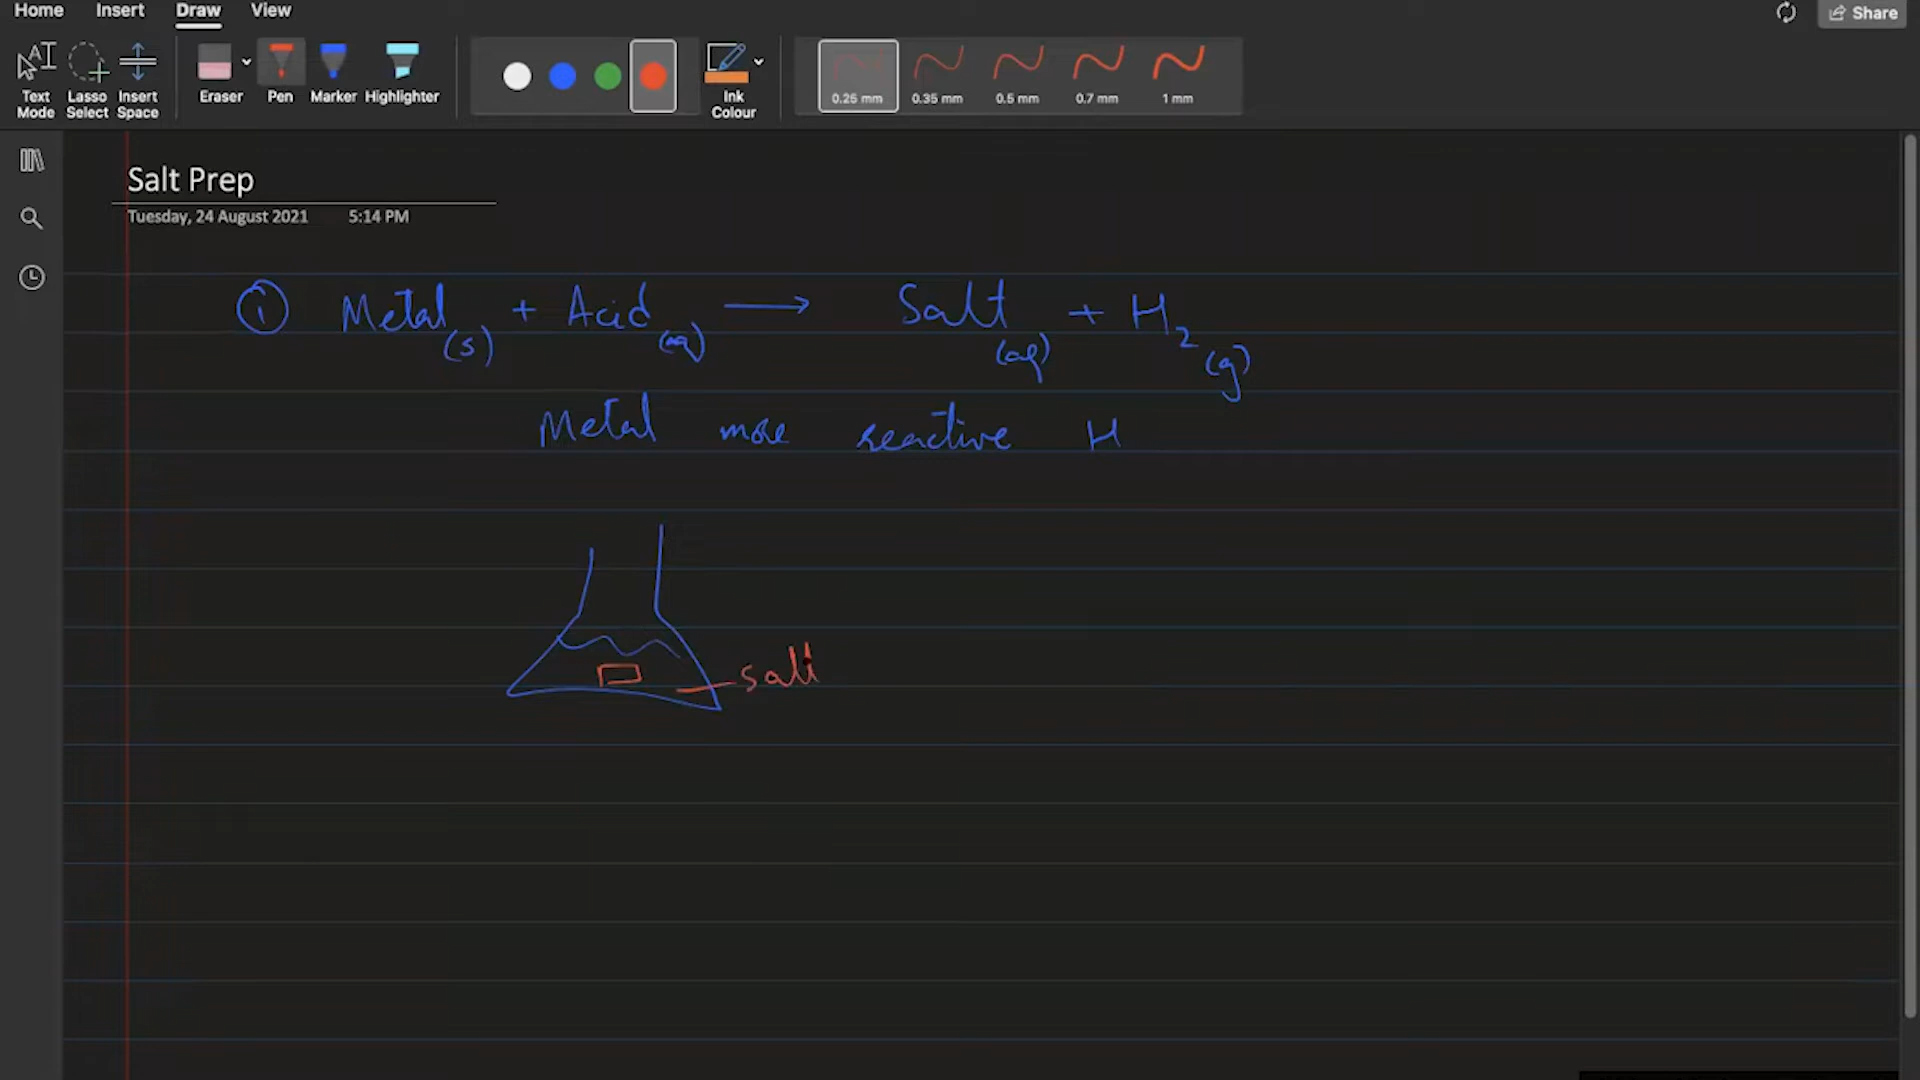 Home Insert Draw View Share
Text Mode Lasso Select Insert Space Eraser Pen Marker Highlighter Ink Colour 0.25 mm 0.35 mm 0.5 mm 0.7 mm 1 mm
Salt Prep
Tuesday, 24 August 2021 5:14 PM
① Metal(s) + Acid(aq) → Salt(aq) + H₂(g)
Metal more reactive H
salt